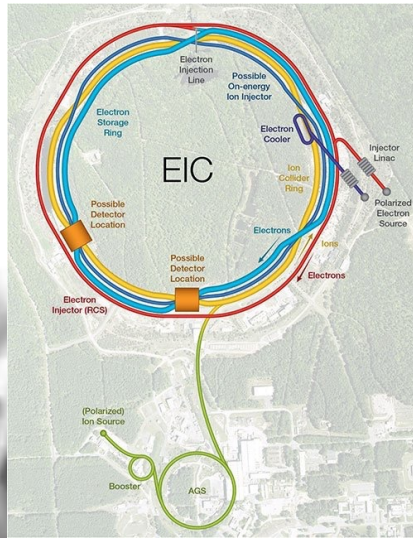 Electron
Injection
Line
Possible
On-energy
Ion Injector
Electron
Storage
Ring
Electron
Cooler
Injector
Linac
EIC
Ion
Collider
Ring
Polarized
Electron
Source
Possible
Detector
Location
Electrons
Ions
Possible
Detector
Location
Electrons
Electron
Injector (RCS)
(Polarized)
Ion Source
Booster
AGS